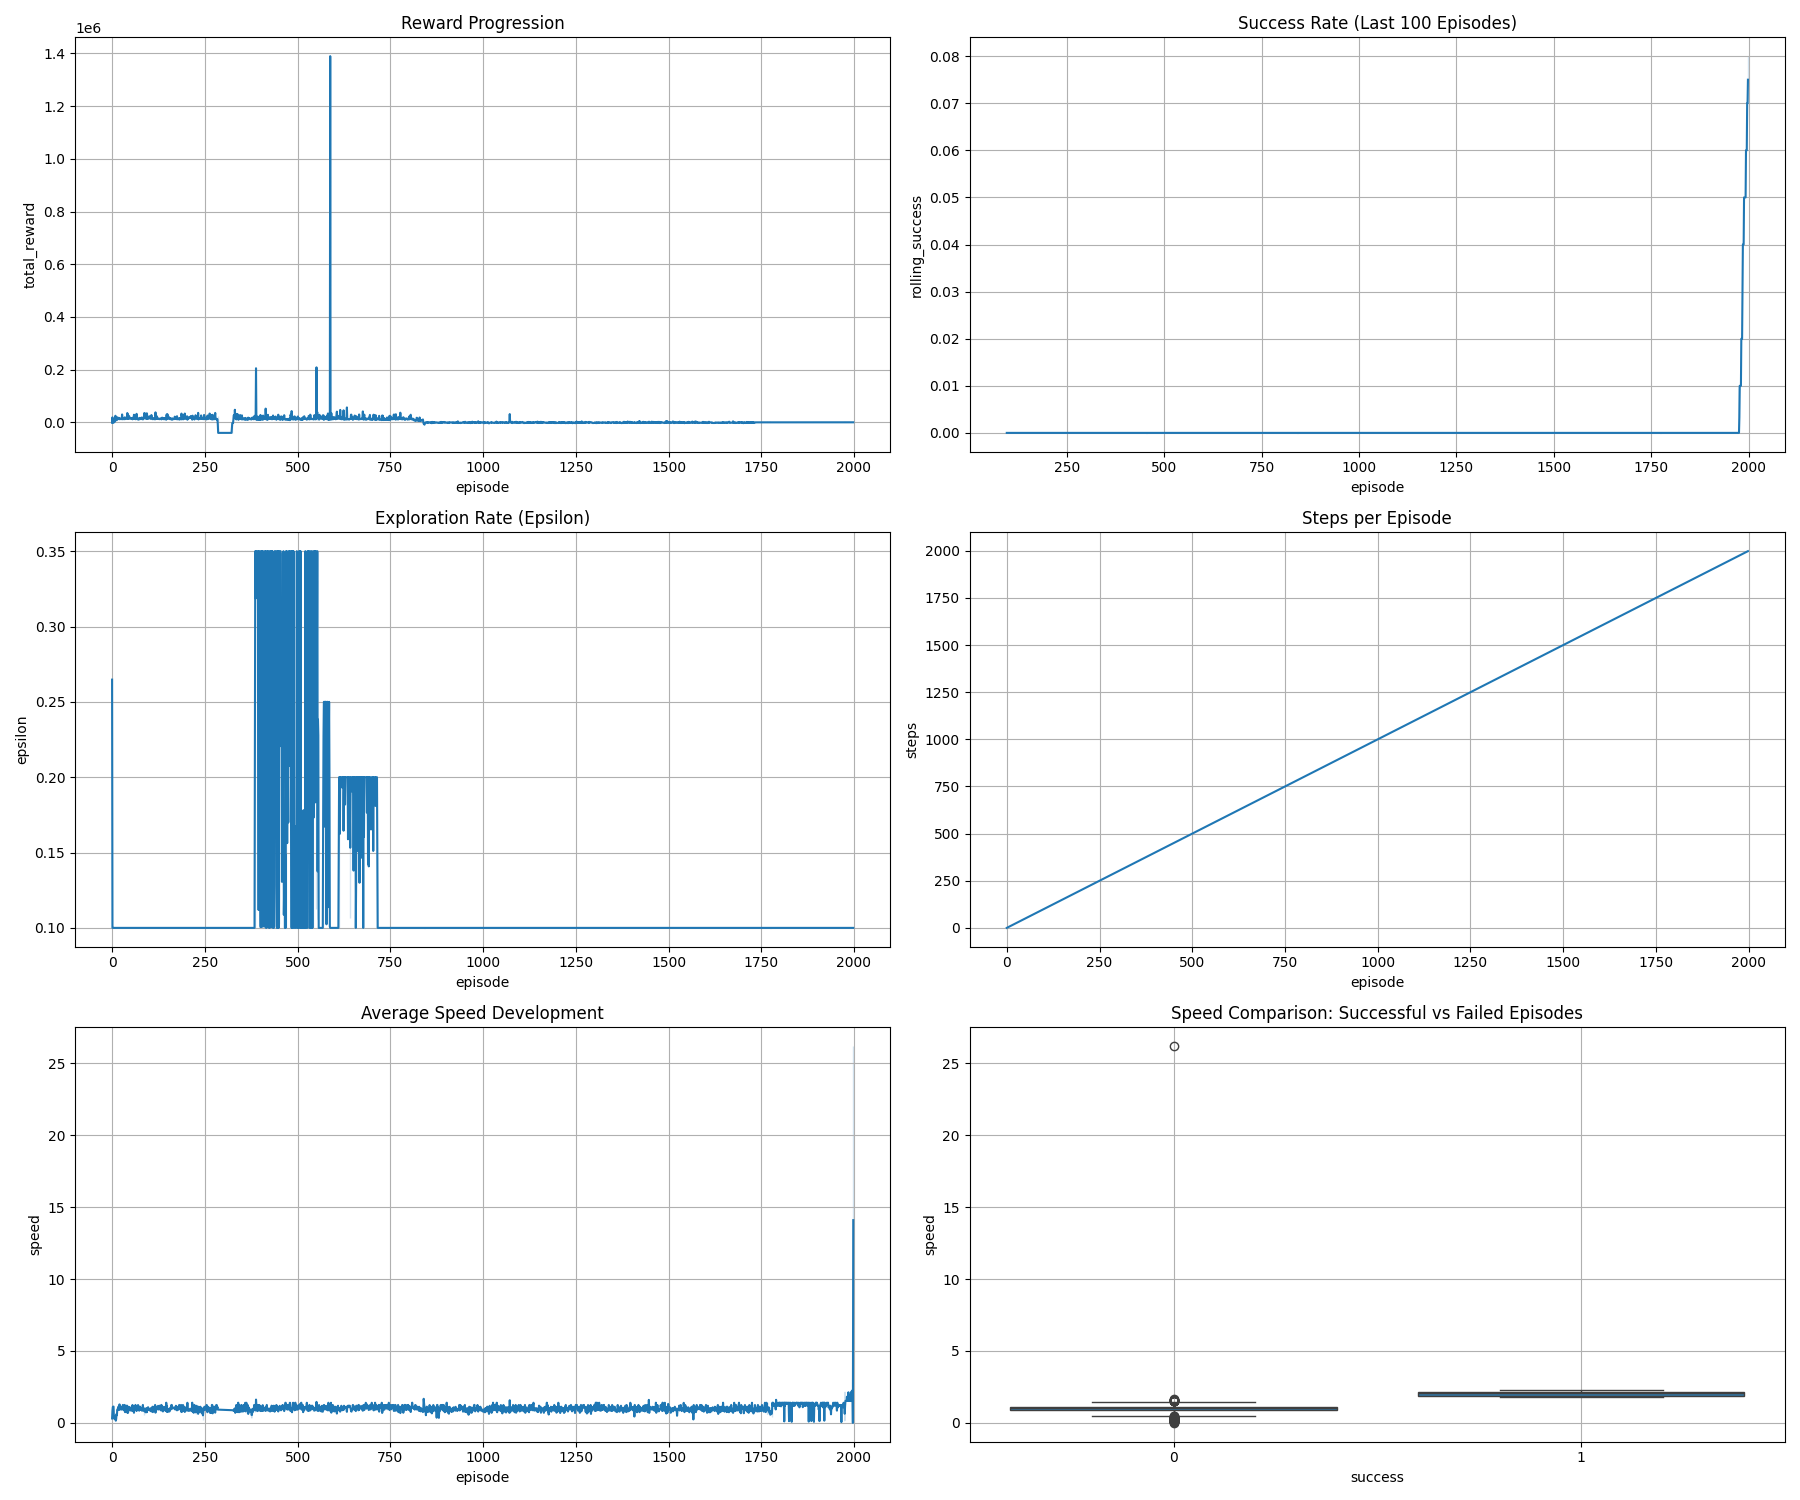 Reward Progression
1e6
1.4
1.2
1.0
0.8
0.6
0.4
0.2
0.0
total_reward
0 250 500 750 1000 1250 1500 1750 2000
episode
Success Rate (Last 100 Episodes)
0.08
0.07
0.06
0.05
0.04
0.03
0.02
0.01
0.00
rolling_success
250 500 750 1000 1250 1500 1750 2000
episode
Exploration Rate (Epsilon)
0.35
0.30
0.25
0.20
0.15
0.10
epsilon
0 250 500 750 1000 1250 1500 1750 2000
episode
Steps per Episode
2000
1750
1500
1250
1000
750
500
250
0
steps
0 250 500 750 1000 1250 1500 1750 2000
episode
Average Speed Development
25
20
15
10
5
0
speed
0 250 500 750 1000 1250 1500 1750 2000
episode
Speed Comparison: Successful vs Failed Episodes
25
20
15
10
5
0
speed
0 1
success